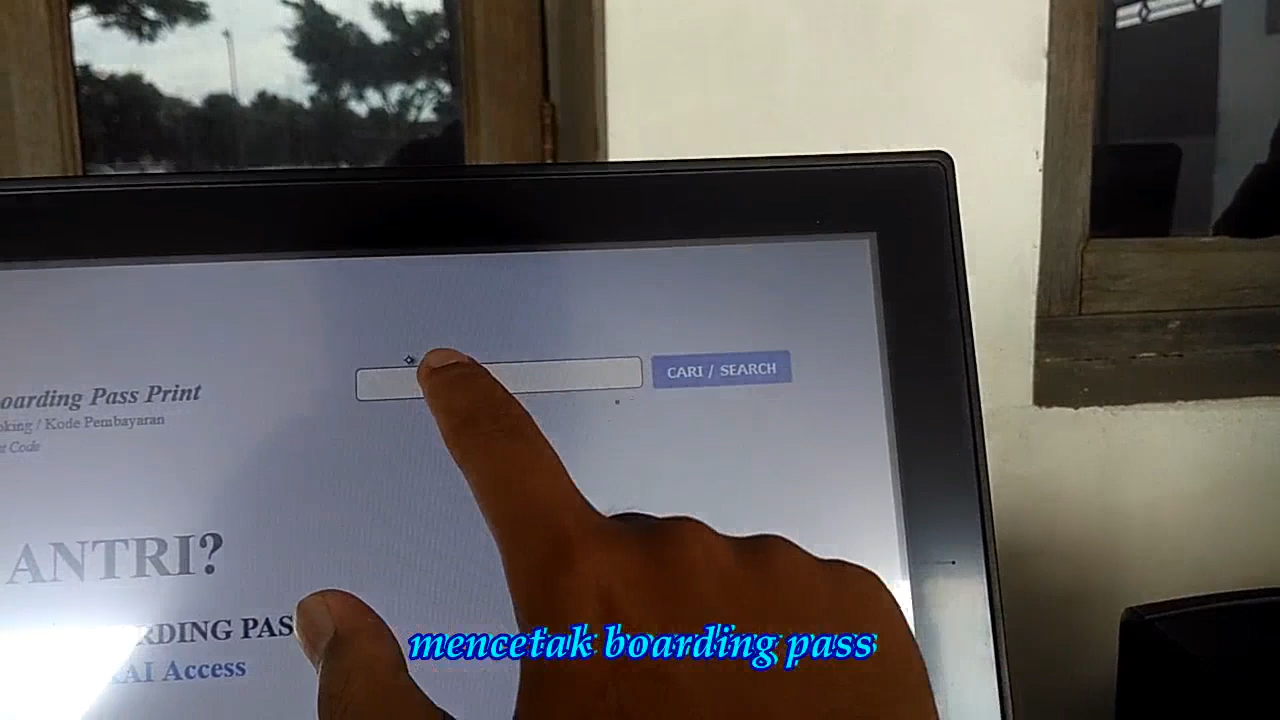 CARI / SEARCH
oarding Pass Print
oking / Kode Pembayaran
Code
ANTRI?
RDING PAS
KAI Access
mencetak boarding pass